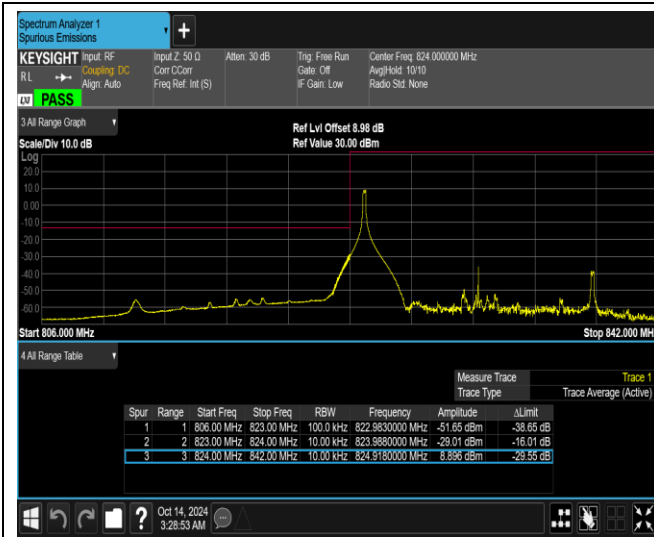 Spectrum Analyzer 1
Spurious Emissions
KEYSIGHT
RL
LXI
PASS
Input: RF
Coupling: DC
Align: Auto
Input Z: 50 Ω
Corr CCorr
Freq Ref: Int (S)
Atten: 30 dB
Trig: Free Run
Gate: Off
IF Gain: Low
Center Freq: 824.000000 MHz
Avg|Hold: 10/10
Radio Std: None
3 All Range Graph
Scale/Div 10.0 dB
Ref Lvl Offset 8.98 dB
Ref Value 30.00 dBm
Log
20.0
10.0
0.00
-10.0
-20.0
-30.0
-40.0
-50.0
-60.0
Start 806.000 MHz
Stop 842.000 MH
4 All Range Table
Measure Trace Trace 1
Trace Type Trace Average (Active)
Spur Range Start Freq Stop Freq RBW Frequency Amplitude ΔLimit
1 1 806.00 MHz 823.00 MHz 100.0 kHz 822.9830000 MHz -51.65 dBm -38.65 dB
2 2 823.00 MHz 824.00 MHz 10.00 kHz 823.9880000 MHz -29.01 dBm -16.01 dB
3 3 824.00 MHz 842.00 MHz 10.00 kHz 824.9180000 MHz 8.896 dBm -29.55 dB
?
Oct 14, 2024
3:28:53 AM